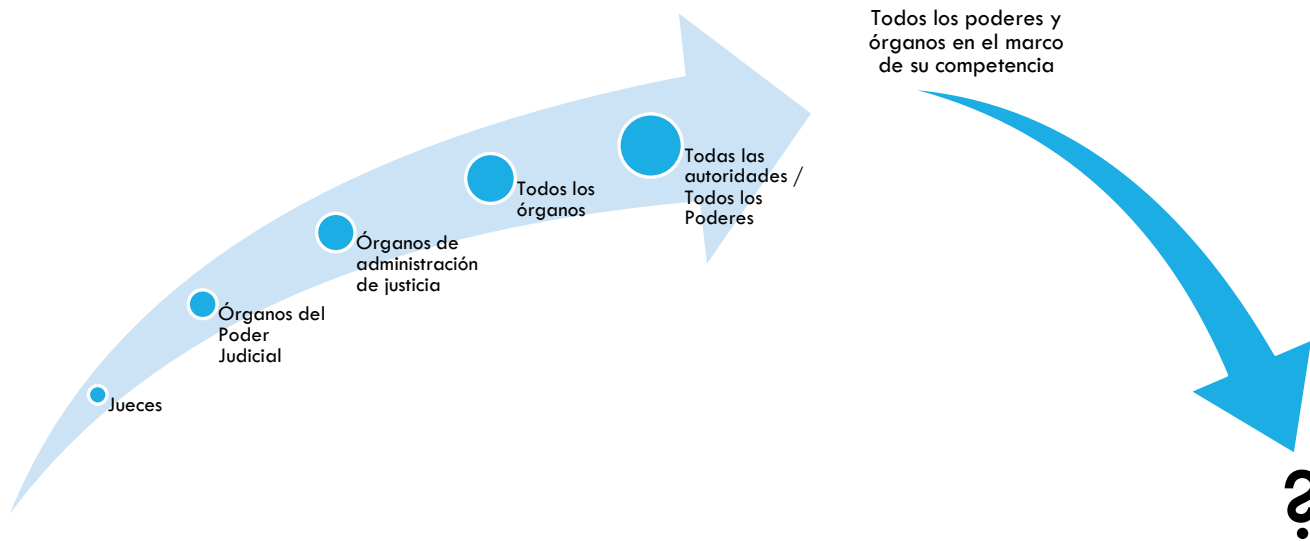 Todos los poderes y
órganos en el marco
de su competencia
Todas las
autoridades /
Todos los
Poderes
Todos los
órganos
Órganos de
administración
de justicia
Órganos del
Poder
Judicial
Jueces
?